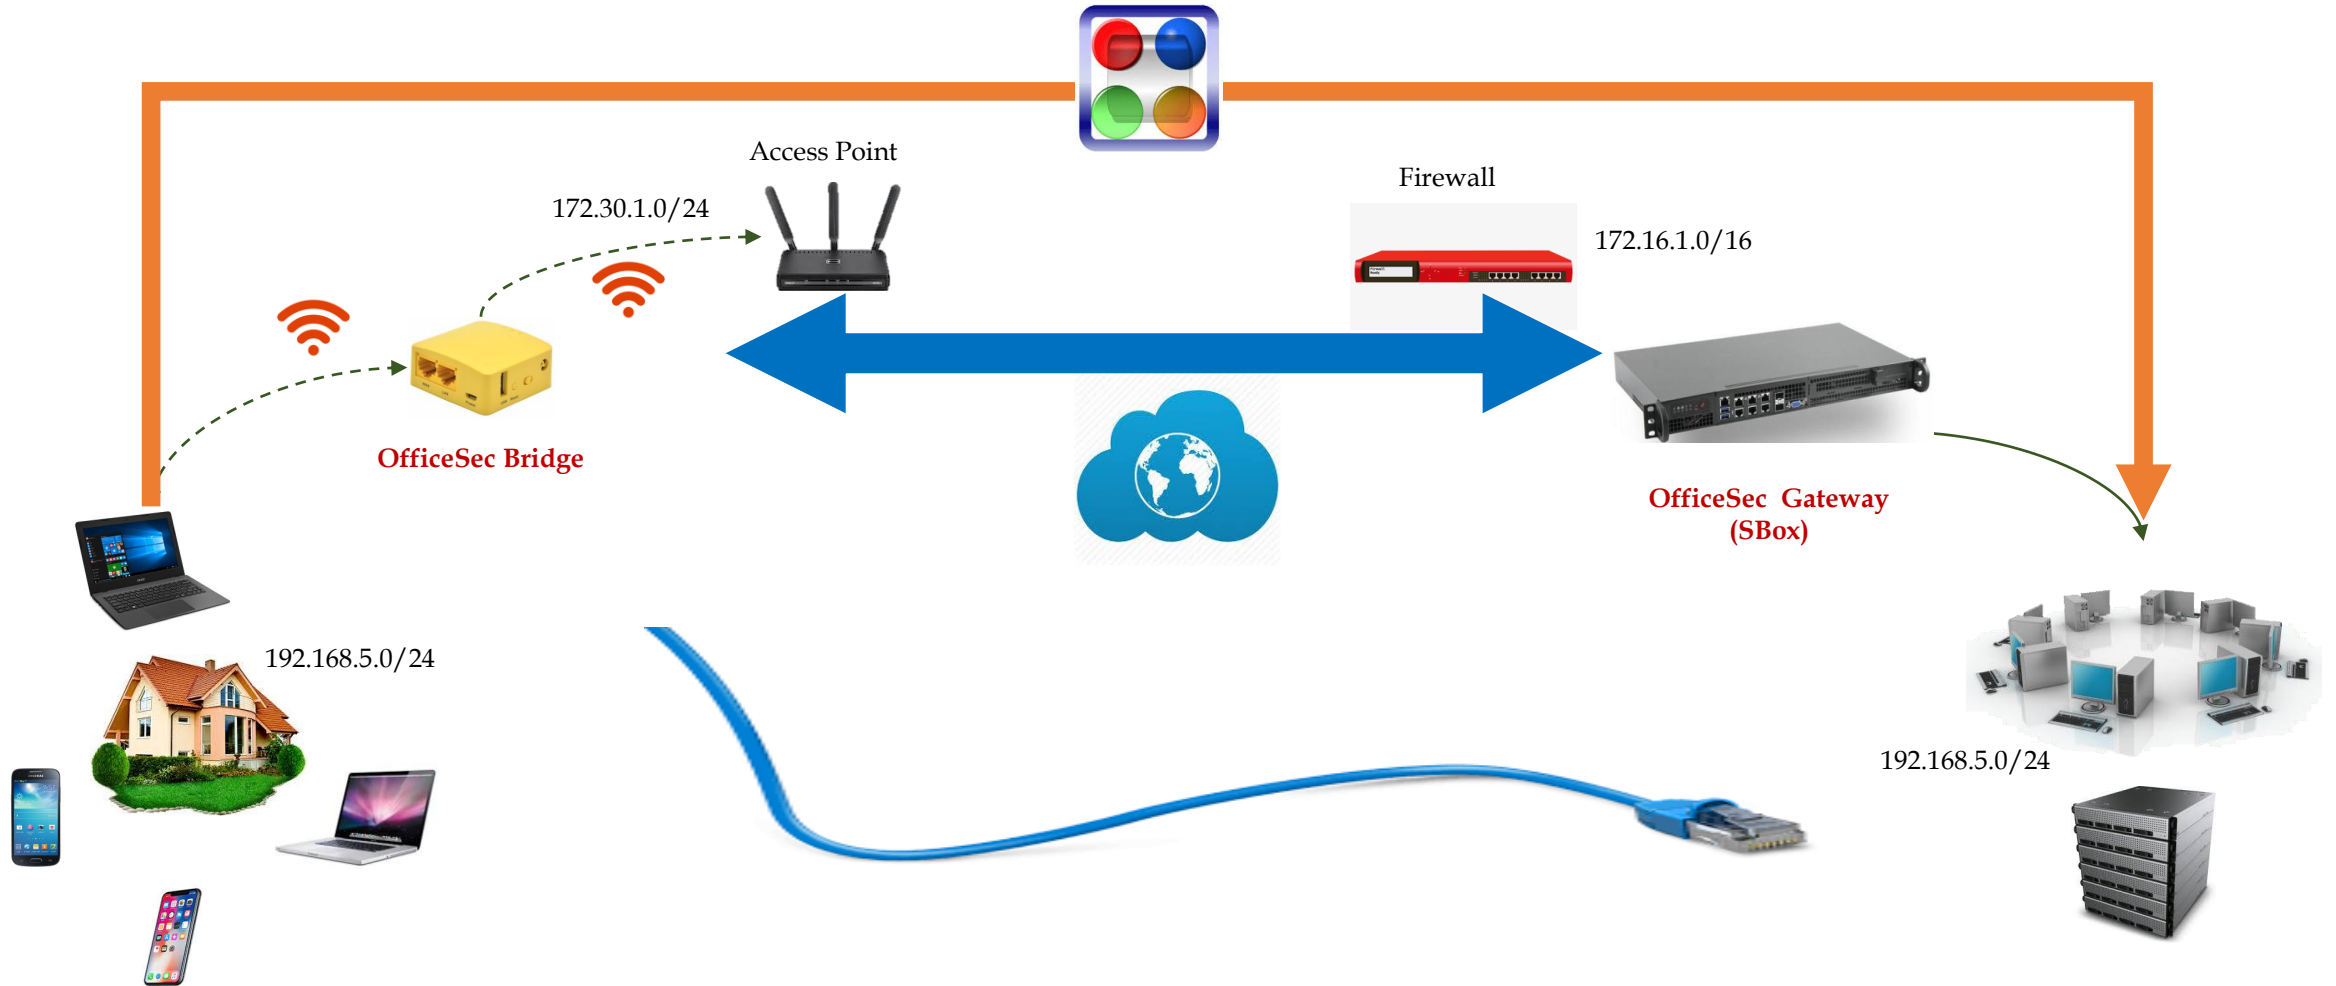 Access Point
Firewall
172.30.1.0/24
172.16.1.0/16
OfficeSec Bridge
OfficeSec Gateway
(SBox)
192.168.5.0/24
192.168.5.0/24